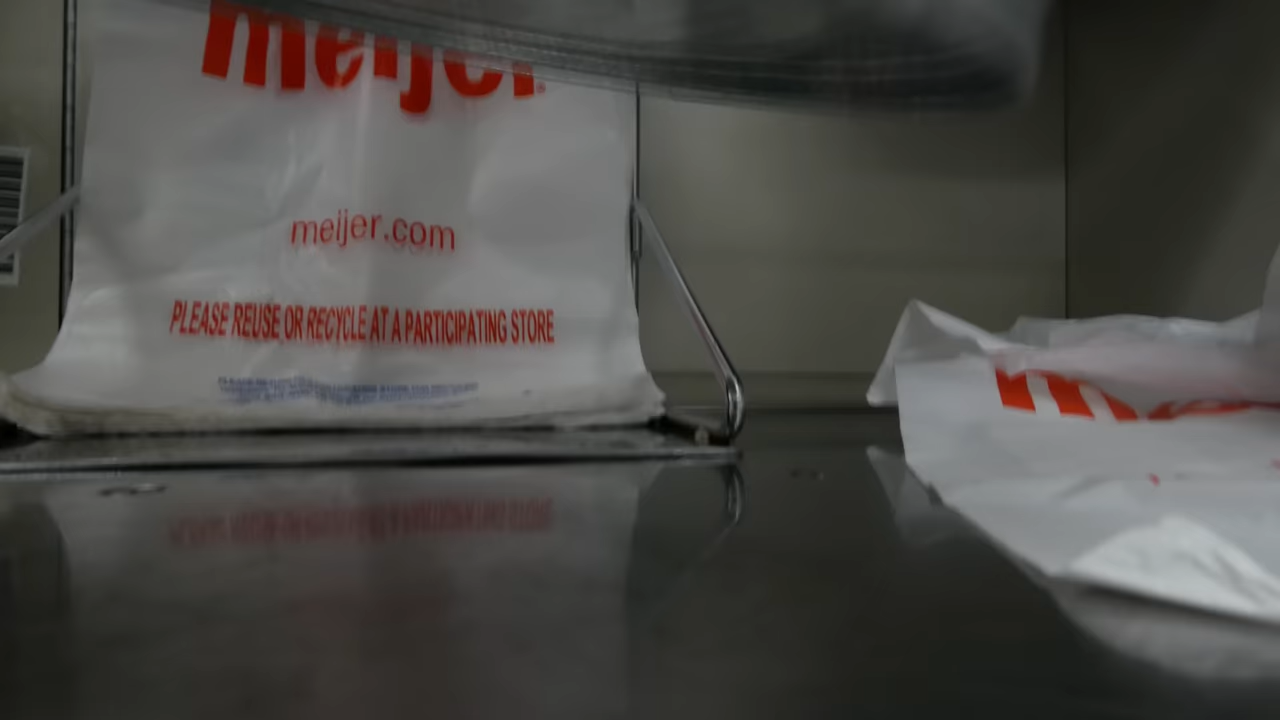 meijer®
meijer.com
PLEASE REUSE OR RECYCLE AT A PARTICIPATING STORE